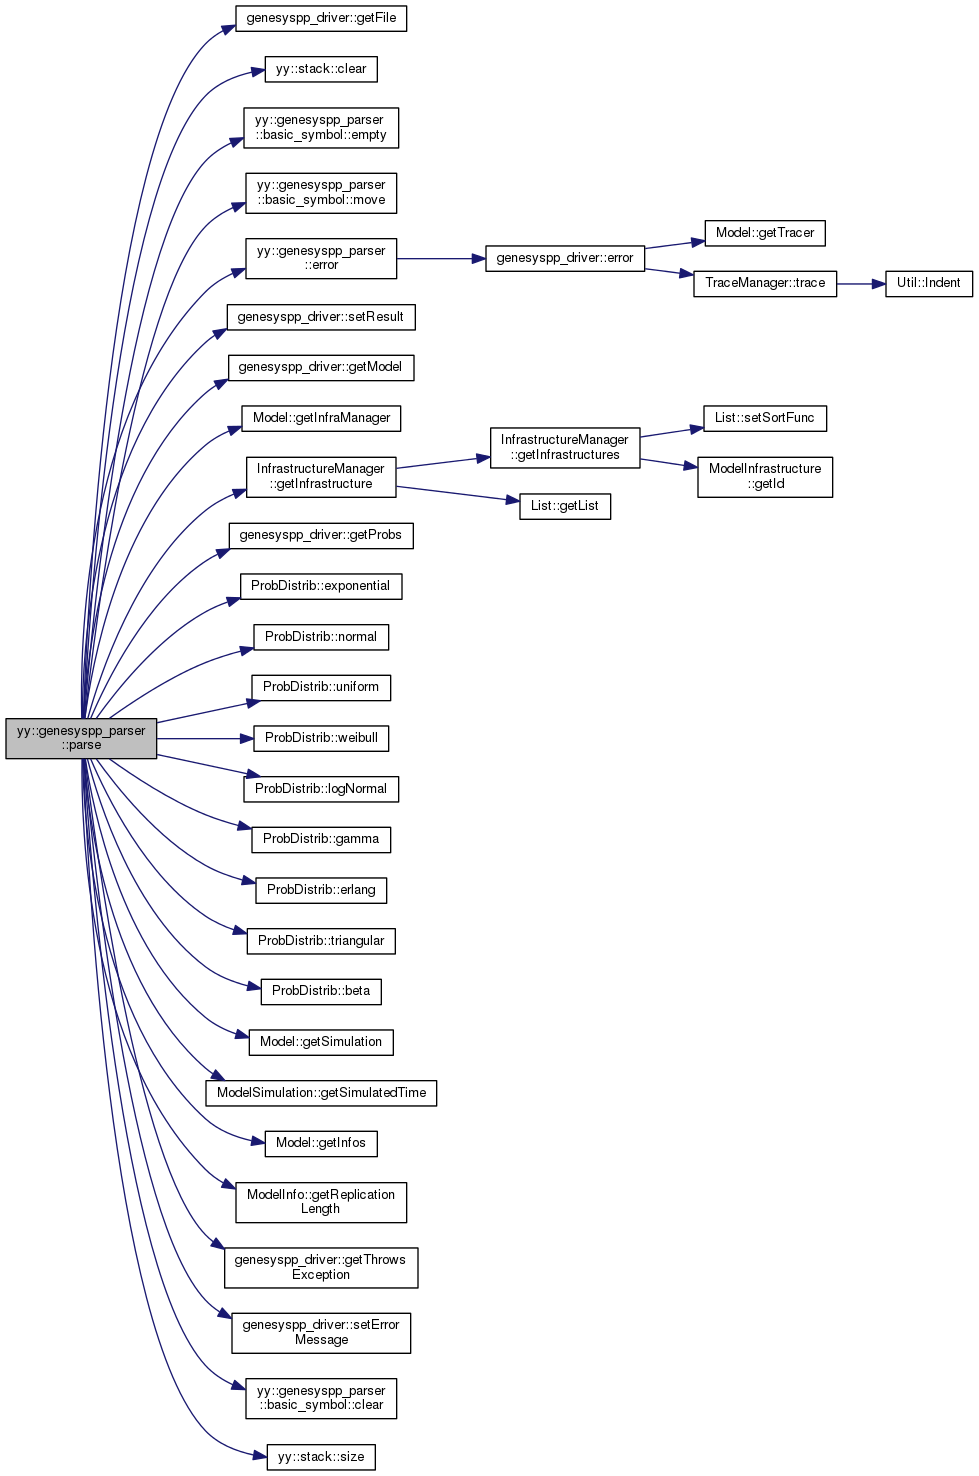 genesyspp_driver::getFile
yy::stack::clear
yy::genesyspp_parser
::basic_symbol::empty
yy::genesyspp_parser
::basic_symbol::move
yy::genesyspp_parser
::error
genesyspp_driver::error
Model::getTracer
TraceManager::trace
Util::Indent
genesyspp_driver::setResult
genesyspp_driver::getModel
Model::getInfraManager
InfrastructureManager
::getInfrastructure
InfrastructureManager
::getInfrastructures
List::setSortFunc
ModelInfrastructure
::getId
List::getList
genesyspp_driver::getProbs
ProbDistrib::exponential
ProbDistrib::normal
ProbDistrib::uniform
yy::genesyspp_parser
::parse
ProbDistrib::weibull
ProbDistrib::logNormal
ProbDistrib::gamma
ProbDistrib::erlang
ProbDistrib::triangular
ProbDistrib::beta
Model::getSimulation
ModelSimulation::getSimulatedTime
Model::getInfos
ModelInfo::getReplication
Length
genesyspp_driver::getThrows
Exception
genesyspp_driver::setError
Message
yy::genesyspp_parser
::basic_symbol::clear
yy::stack::size